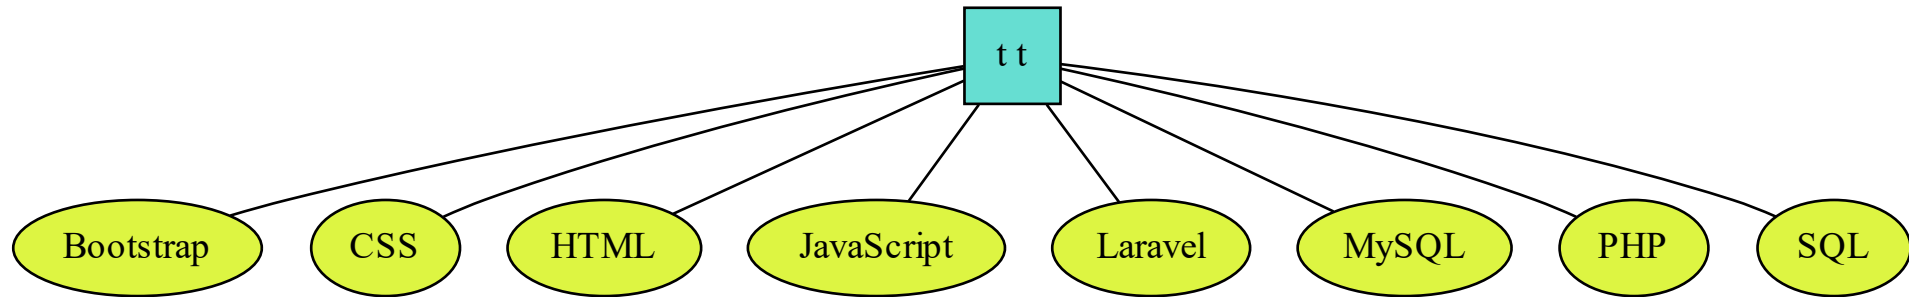 t t
Bootstrap
CSS
HTML
JavaScript
Laravel
MySQL
PHP
SQL